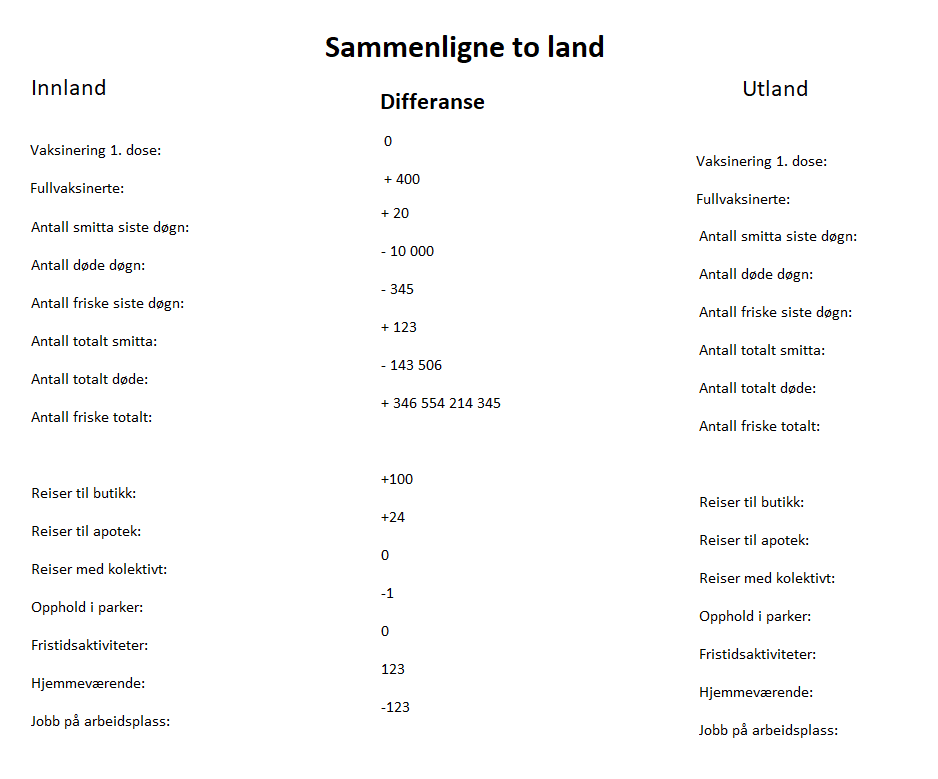 Sammenligne to land
Innland
Differanse
Utland
Vaksinering 1. dose:
Fullvaksinerte:
Antall smitta siste døgn:
Antall døde døgn:
Antall friske siste døgn:
Antall totalt smitta:
Antall totalt døde:
Antall friske totalt:
Reiser til butikk:
Reiser til apotek:
Reiser med kolektivt:
Opphold i parker:
Fristidsaktiviteter:
Hjemmeværende:
Jobb på arbeidsplass:
0
+ 400
+ 20
- 10 000
- 345
+ 123
- 143 506
+ 346 554 214 345
+100
+24
0
-1
0
123
-123
Vaksinering 1. dose:
Fullvaksinerte:
Antall smitta siste døgn:
Antall døde døgn:
Antall friske siste døgn:
Antall totalt smitta:
Antall totalt døde:
Antall friske totalt:
Reiser til butikk:
Reiser til apotek:
Reiser med kolektivt:
Opphold i parker:
Fristidsaktiviteter:
Hjemmeværende:
Jobb på arbeidsplass: